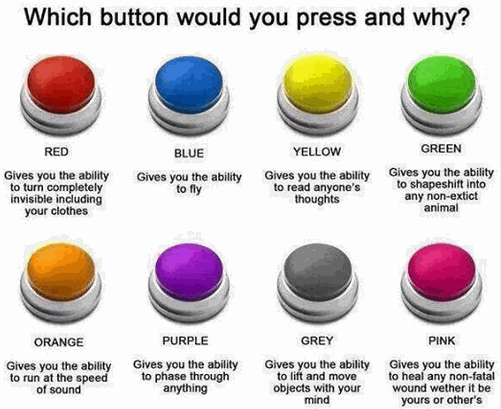 Which button would you press and why?
RED
BLUE
YELLOW
GREEN
Gives you the ability
to turn completely
invisible including
your clothes
Gives you the ability
to fly
Gives you the ability
to read anyone's
thoughts
Gives you the ability
to shapeshift into
any non-extict
animal
ORANGE
PURPLE
GREY
PINK
Gives you the ability
to run at the speed
of sound
Gives you the ability
to phase through
anything
Gives you the ability
to lift and move
objects with your
mind
Gives you the ability
to heal any non-fatal
wound wether it be
yours or other's